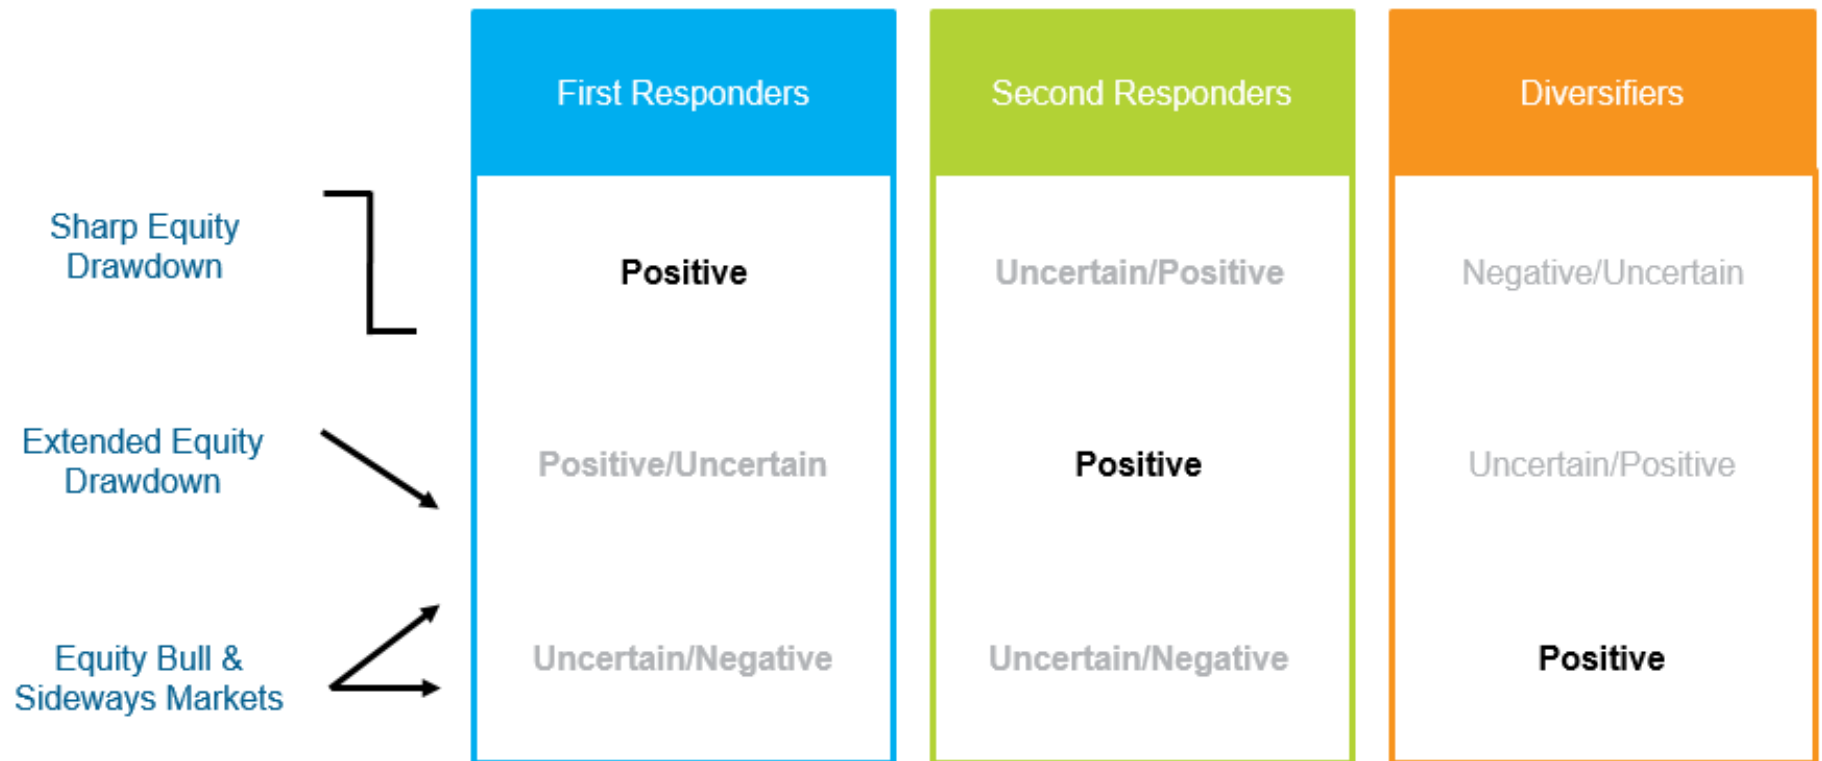 First Responders
Second Responders
Diversifiers
Sharp Equity
Drawdown
Positive
Uncertain/Positive
Negative/Uncertain
Extended Equity
Drawdown
Positive/Uncertain
Positive
Uncertain/Positive
Equity Bull &
Sideways Markets
Uncertain/Negative
Uncertain/Negative
Positive